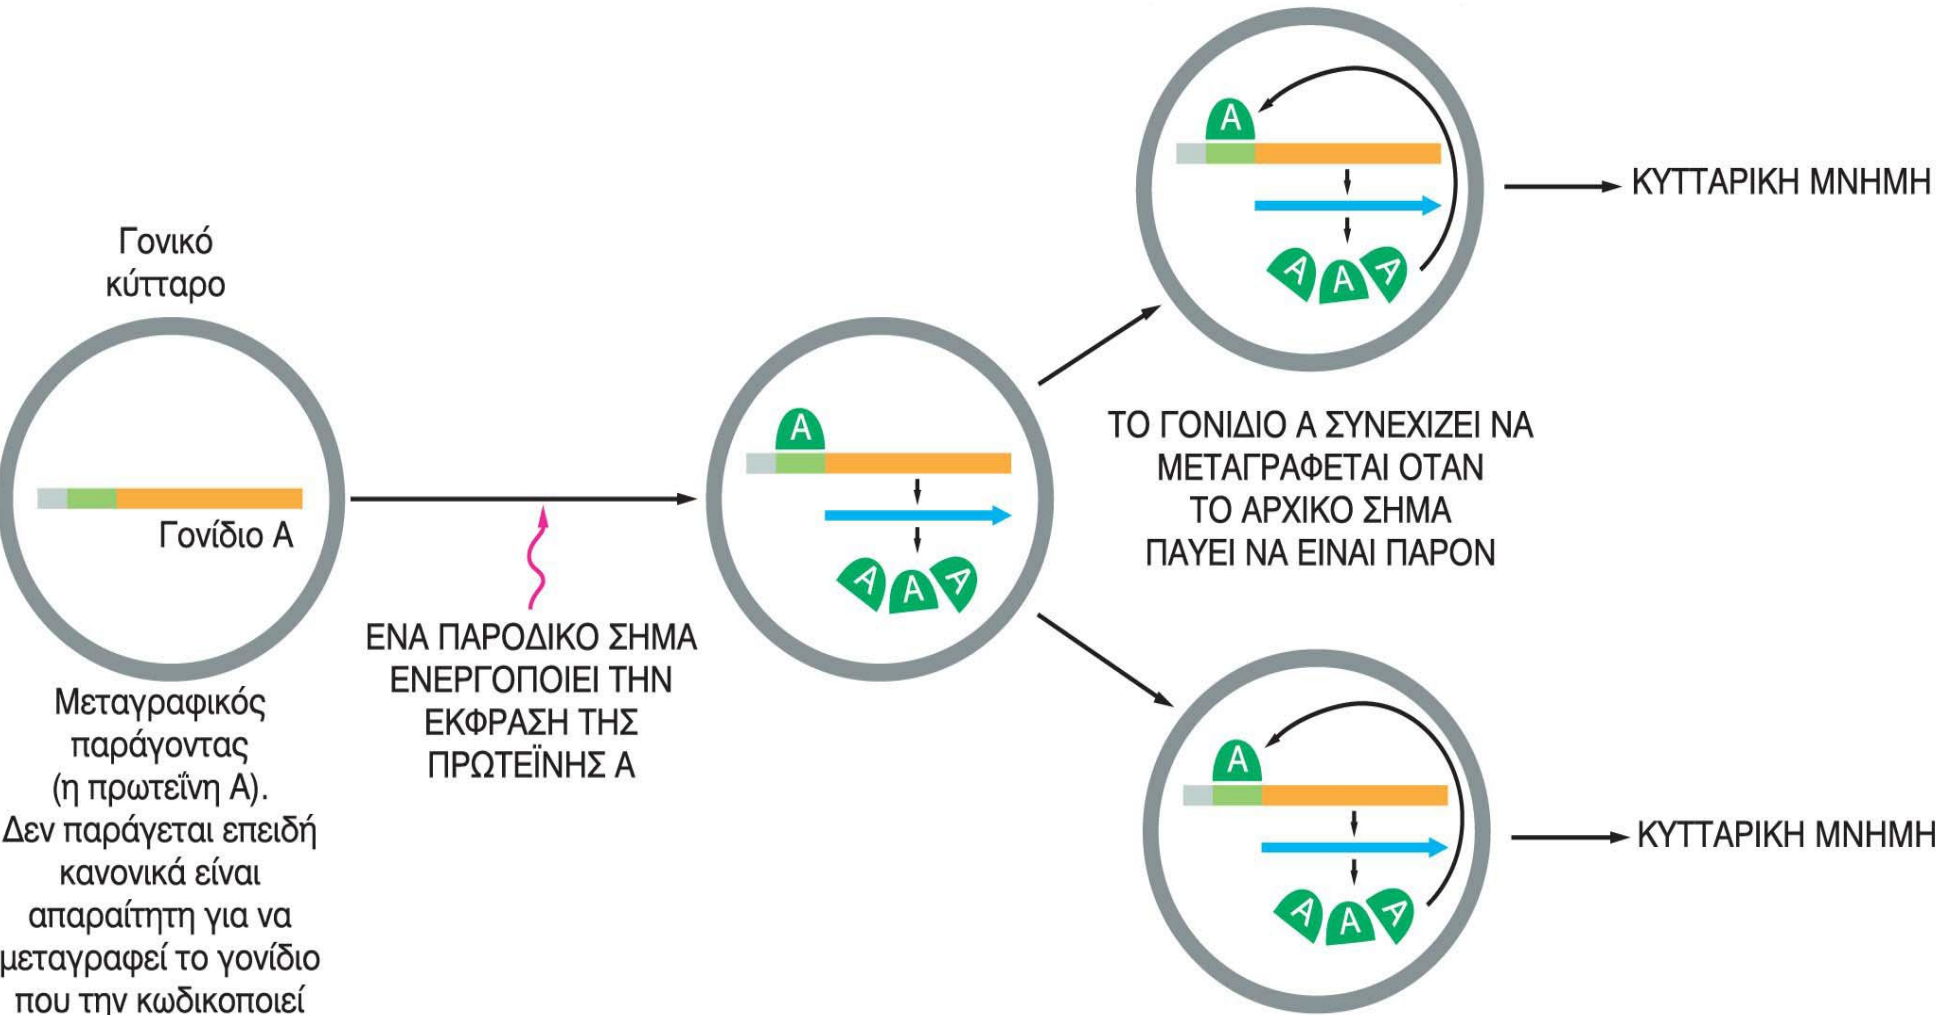 Γονικό
κύτταρο
Γονίδιο Α
Μεταγραφικός
παράγοντας
(η πρωτεΐνη Α).
Δεν παράγεται επειδή
κανονικά είναι
απαραίτητη για να
μεταγραφεί το γονίδιο
που την κωδικοποιεί
ΕΝΑ ΠΑΡΟΔΙΚΟ ΣΗΜΑ
ΕΝΕΡΓΟΠΟΙΕΙ ΤΗΝ
ΕΚΦΡΑΣΗ ΤΗΣ
ΠΡΩΤΕΪΝΗΣ Α
Α
Α Α Α
Α
Α Α Α
ΚΥΤΤΑΡΙΚΗ ΜΝΗΜΗ
ΤΟ ΓΟΝΙΔΙΟ Α ΣΥΝΕΧΙΖΕΙ ΝΑ
ΜΕΤΑΓΡΑΦΕΤΑΙ ΟΤΑΝ
ΤΟ ΑΡΧΙΚΟ ΣΗΜΑ
ΠΑΥΕΙ ΝΑ ΕΙΝΑΙ ΠΑΡΟΝ
Α
Α Α Α
ΚΥΤΤΑΡΙΚΗ ΜΝΗΜΗ